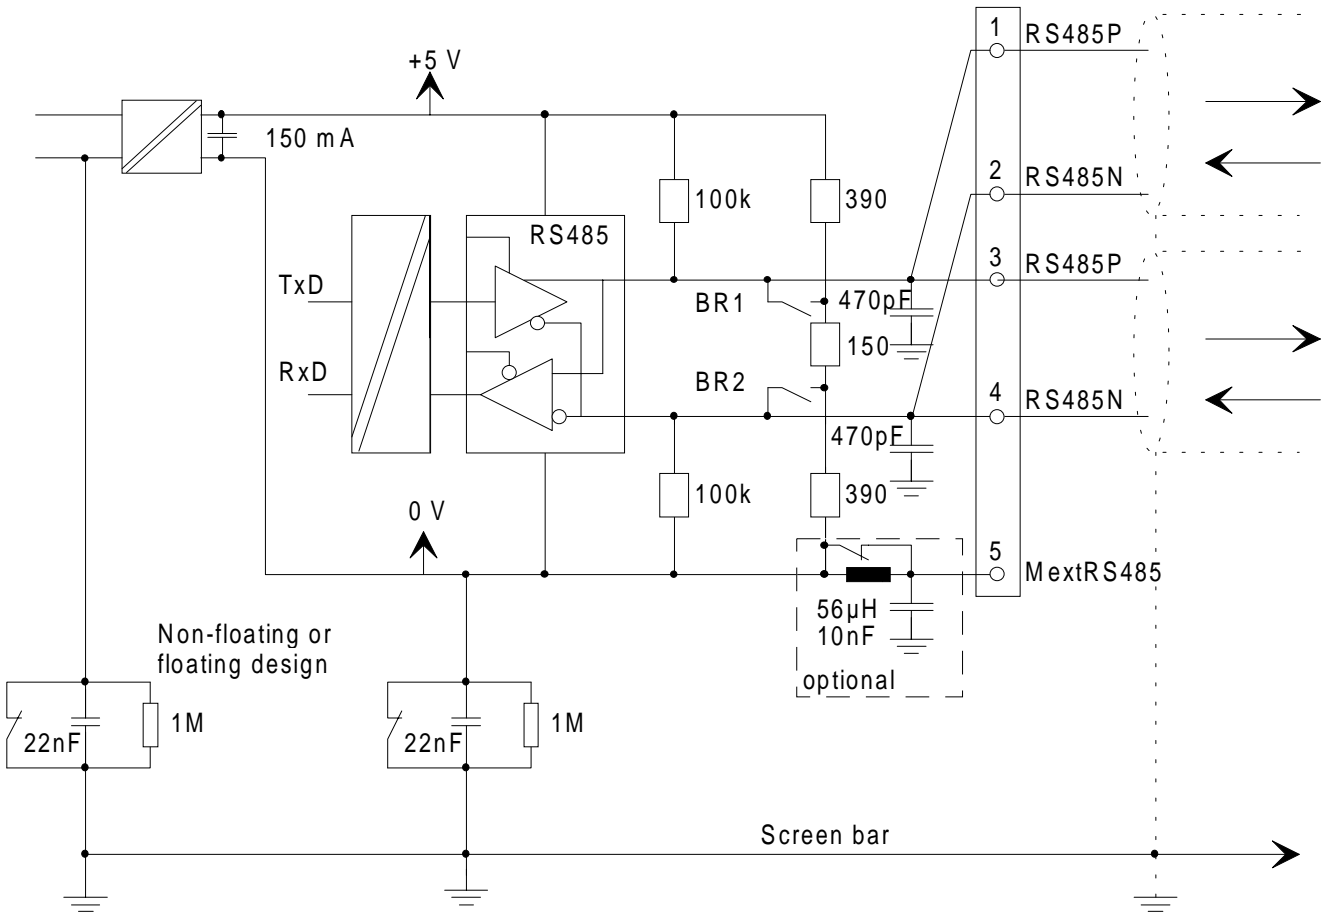 1
RS485P
+5 V
150 mA
2
RS485N
100k
390
RS485
3
RS485P
TxD
BR1
470pF
150
RxD
BR2
4
RS485N
470pF
100k
390
0 V
5
MextRS485
56µH
10nF
optional
Non-floating or
floating design
22nF
1M
22nF
1M
Screen bar